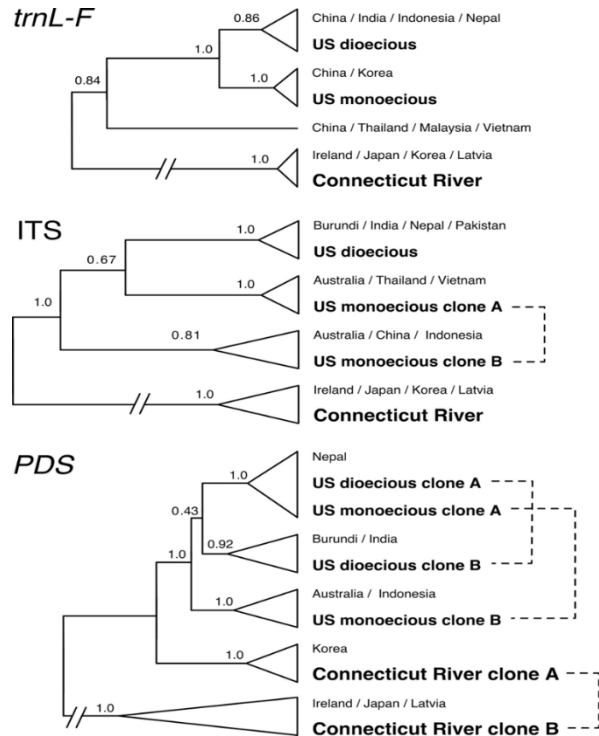 trnL-F
0.86
China / India / Indonesia / Nepal
US dioecious
1.0
0.84
1.0
China / Korea
US monoecious
China / Thailand / Malaysia / Vietnam
1.0
Ireland / Japan / Korea / Latvia
Connecticut River
ITS
1.0
Burundi / India / Nepal / Pakistan
US dioecious
0.67
1.0
Australia / Thailand / Vietnam
US monoecious clone A
1.0
0.81
Australia / China / Indonesia
US monoecious clone B
1.0
Ireland / Japan / Korea / Latvia
Connecticut River
PDS
1.0
Nepal
US dioecious clone A
US monoecious clone A
0.43
0.92
Burundi / India
US dioecious clone B
1.0
1.0
Australia / Indonesia
US monoecious clone B
1.0
Korea
Connecticut River clone A
1.0
Ireland / Japan / Latvia
Connecticut River clone B